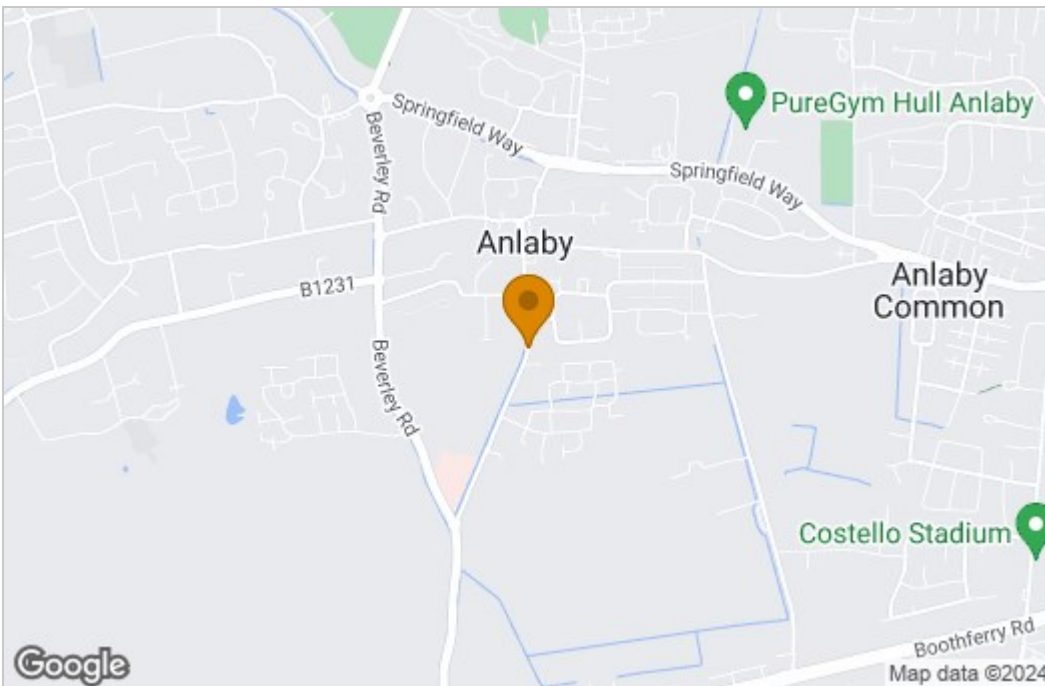 PureGym Hull Anlaby
Springfield Way
Beverley Rd
Springfield Way
Anlaby
Anlaby
Common
B1231
Beverley Rd
Costello Stadium
Boothferry Rd
Google
Map data ©2024